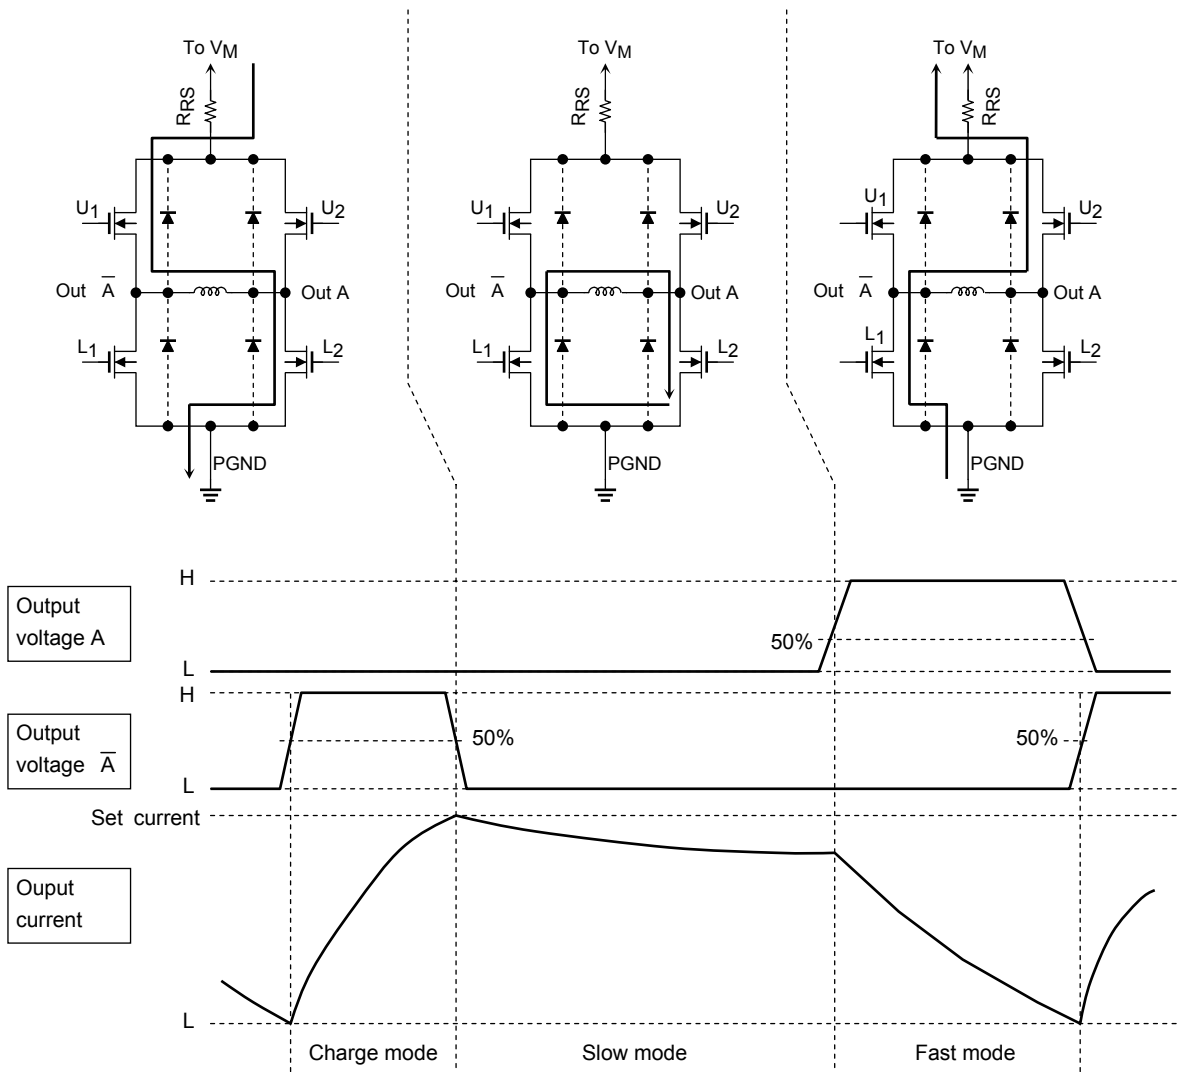 To VM
RRS
U1
U2
Out A̅
Out A
L1
L2
PGND
To VM
RRS
U1
U2
Out A̅
Out A
L1
L2
PGND
To VM
RRS
U1
U2
Out A̅
Out A
L1
L2
PGND
Output
voltage A
H
50%
L
Output
voltage A̅
H
50%
50%
L
Set current
Ouput
current
L
Charge mode
Slow mode
Fast mode